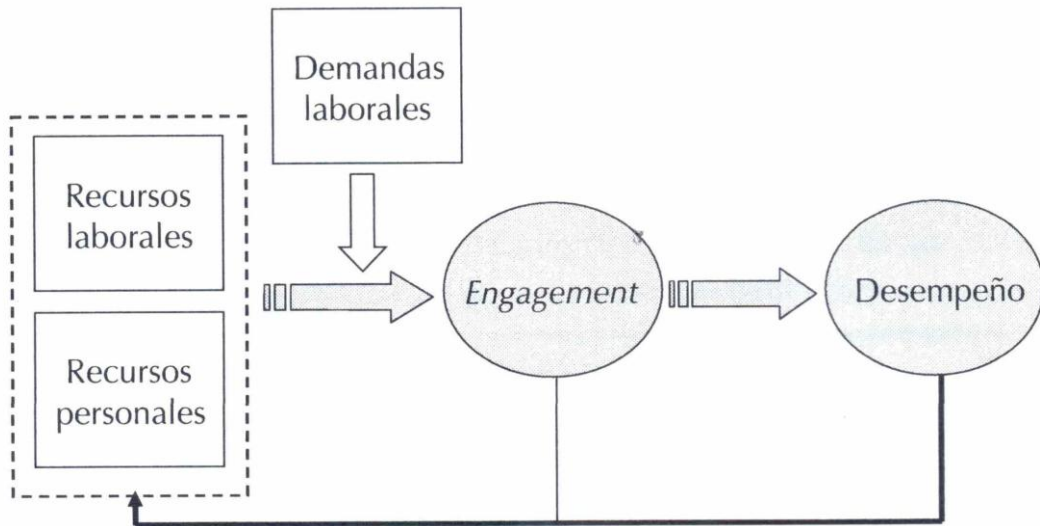 Demandas
laborales
Recursos
laborales
Recursos
personales
Engagement
Desempeño